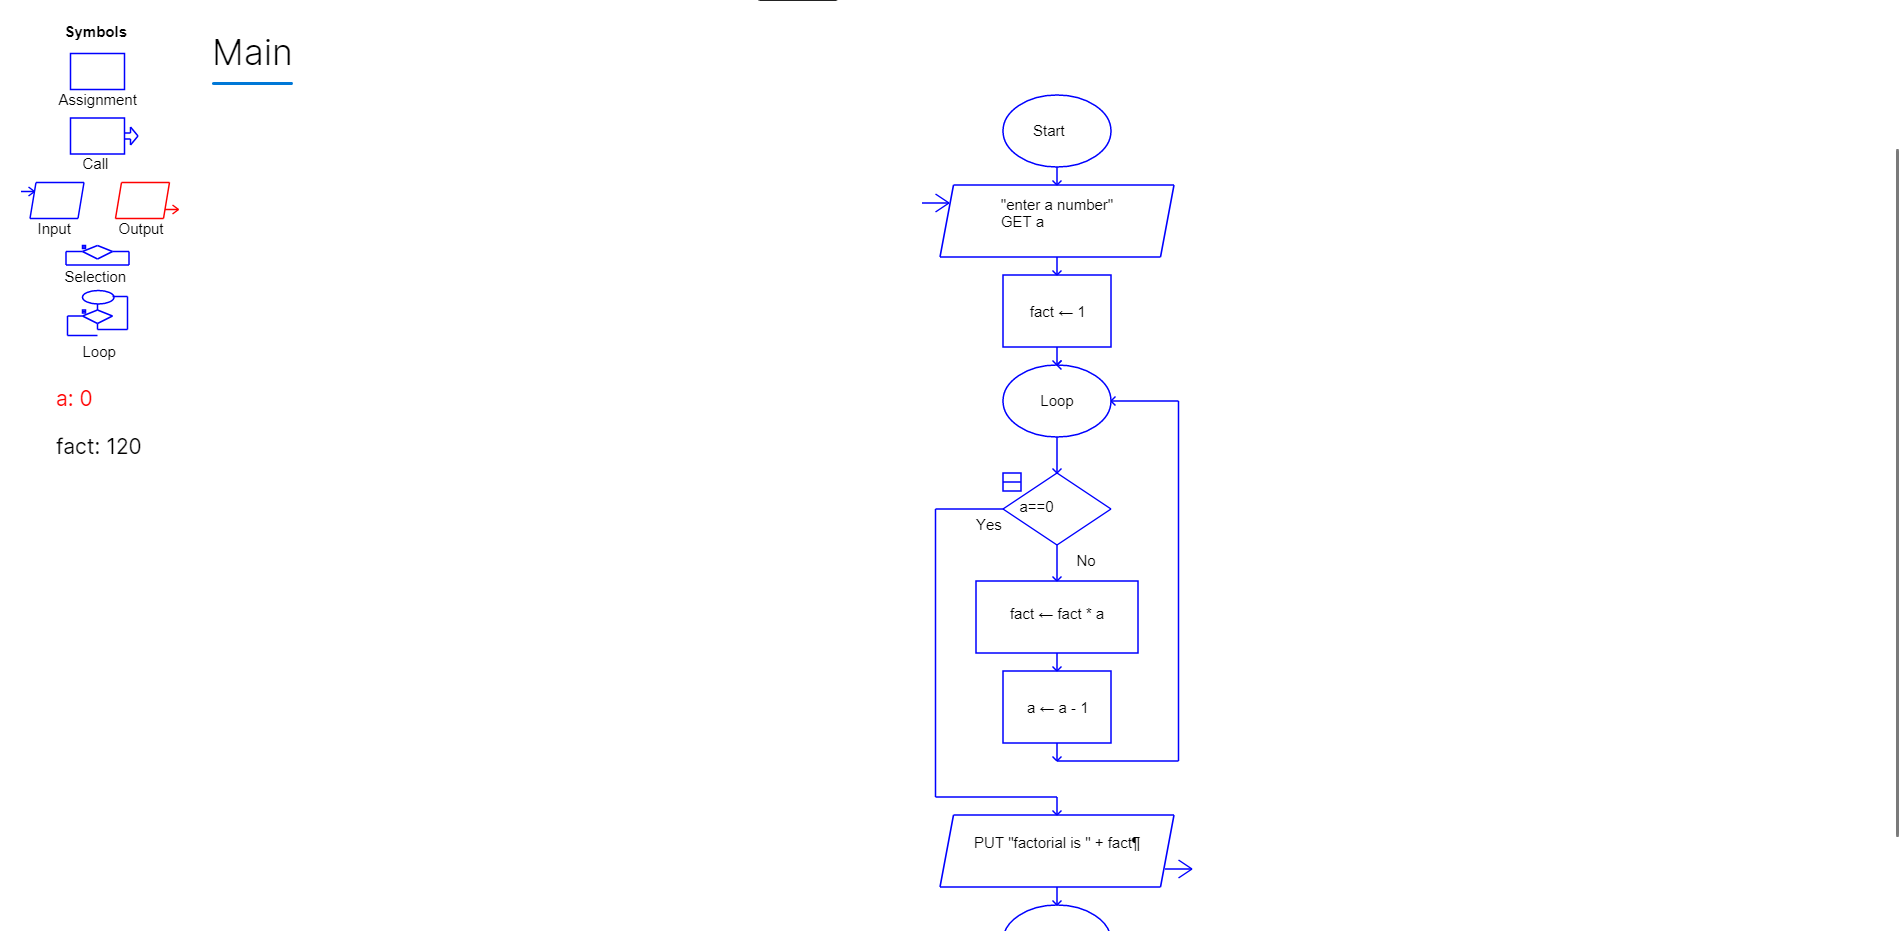 Symbols
Assignment
Call
Input
Output
Selection
Loop
a: 0
fact: 120
Main
Start
"enter a number"
GET a
fact ← 1
Loop
a==0
Yes
No
fact ← fact * a
a ← a - 1
PUT "factorial is " + fact¶